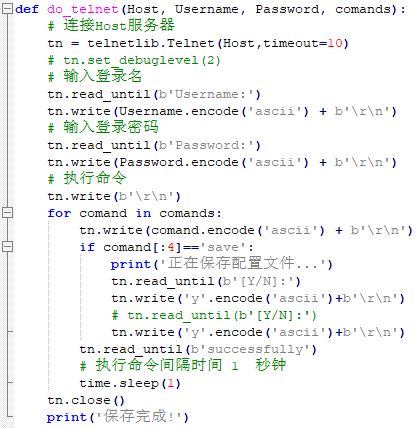 def do_telnet(Host, Username, Password, comands):
    # 连接Host服务器
    tn = telnetlib.Telnet(Host,timeout=10)
    # tn.set_debuglevel(2)
    # 输入登录名
    tn.read_until(b'Username:')
    tn.write(Username.encode('ascii') + b'\r\n')
    # 输入登录密码
    tn.read_until(b'Password:')
    tn.write(Password.encode('ascii') + b'\r\n')
    # 执行命令
    tn.write(b'\r\n')
    for comand in comands:
        tn.write(comand.encode('ascii') + b'\r\n')
        if comand[:4]=='save':
            print('正在保存配置文件...')
            tn.read_until(b'[Y/N]:')
            tn.write('y'.encode('ascii')+b'\r\n')
            # tn.read_until(b'[Y/N]:')
            tn.write('y'.encode('ascii')+b'\r\n')
        tn.read_until(b'successfully')
        # 执行命令间隔时间 1  秒钟
        time.sleep(1)
    tn.close()
    print('保存完成!')